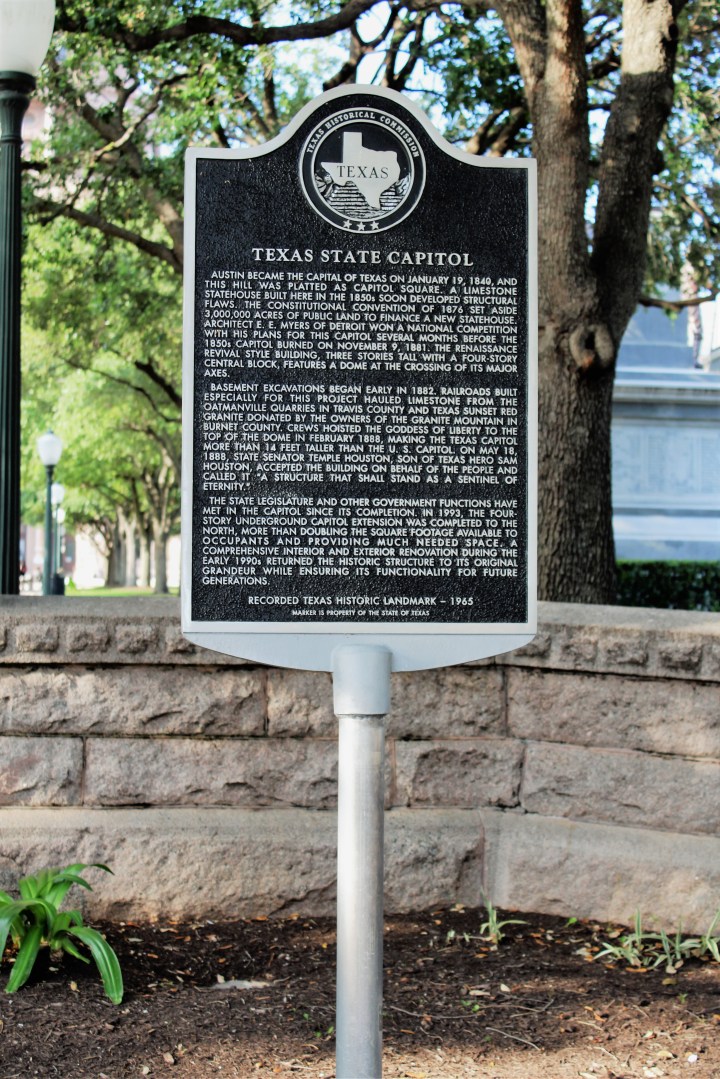 TEXAS HISTORICAL COMMISSION
TEXAS
TEXAS STATE CAPITOL
AUSTIN BECAME THE CAPITAL OF TEXAS ON JANUARY 19, 1840, AND
THIS HILL WAS PLATTED AS CAPITOL SQUARE. A LIMESTONE
STATEHOUSE BUILT HERE IN THE 1850s SOON DEVELOPED STRUCTURAL
FLAWS. THE CONSTITUTIONAL CONVENTION OF 1876 SET ASIDE
3,000,000 ACRES OF PUBLIC LAND TO FINANCE A NEW STATEHOUSE.
ARCHITECT E. E. MYERS OF DETROIT WON A NATIONAL COMPETITION
WITH HIS PLANS FOR THIS CAPITOL SEVERAL MONTHS BEFORE THE
1850s CAPITOL BURNED ON NOVEMBER 9, 1881. THE RENAISSANCE
REVIVAL STYLE BUILDING, THREE STORIES TALL WITH A FOUR-STORY
CENTRAL BLOCK, FEATURES A DOME AT THE CROSSING OF ITS MAJOR
AXES.
BASEMENT EXCAVATIONS BEGAN EARLY IN 1882. RAILROADS BUILT
ESPECIALLY FOR THIS PROJECT HAULED LIMESTONE FROM THE
OATMANVILLE QUARRIES IN TRAVIS COUNTY AND TEXAS SUNSET RED
GRANITE DONATED BY THE OWNERS OF THE GRANITE MOUNTAIN IN
BURNET COUNTY. CREWS HOISTED THE GODDESS OF LIBERTY TO THE
TOP OF THE DOME IN FEBRUARY 1888, MAKING THE TEXAS CAPITOL
MORE THAN 14 FEET TALLER THAN THE U. S. CAPITOL. ON MAY 18,
1888, STATE SENATOR TEMPLE HOUSTON, SON OF TEXAS HERO SAM
HOUSTON, ACCEPTED THE BUILDING ON BEHALF OF THE PEOPLE AND
CALLED IT "A STRUCTURE THAT SHALL STAND AS A SENTINEL OF
ETERNITY."
THE STATE LEGISLATURE AND OTHER GOVERNMENT FUNCTIONS HAVE
MET IN THE CAPITOL SINCE ITS COMPLETION. IN 1993, THE FOUR-
STORY UNDERGROUND CAPITOL EXTENSION WAS COMPLETED TO THE
NORTH, MORE THAN DOUBLING THE SQUARE FOOTAGE AVAILABLE TO
OCCUPANTS AND PROVIDING MUCH NEEDED SPACE. A
COMPREHENSIVE INTERIOR AND EXTERIOR RENOVATION DURING THE
EARLY 1990s RETURNED THE HISTORIC STRUCTURE TO ITS ORIGINAL
GRANDEUR WHILE ENSURING ITS FUNCTIONALITY FOR FUTURE
GENERATIONS.
RECORDED TEXAS HISTORIC LANDMARK – 1965
MARKER IS PROPERTY OF THE STATE OF TEXAS